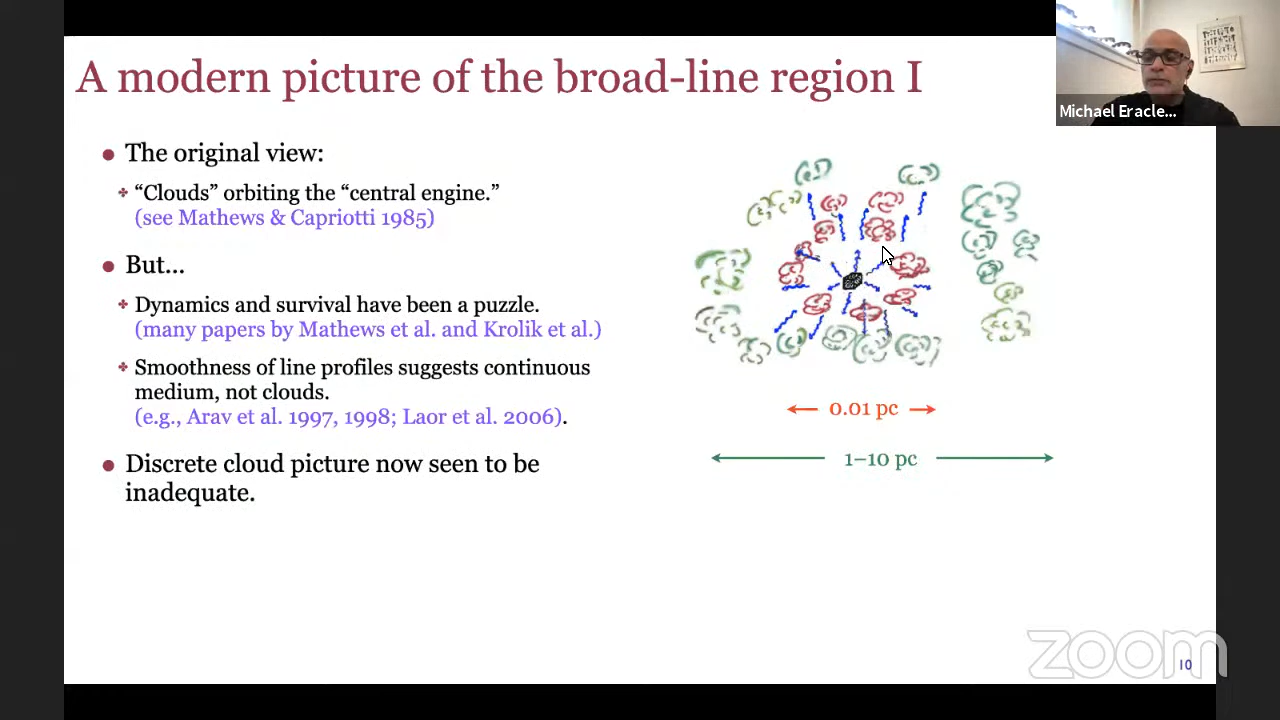 A modern picture of the broad-line region I
Michael Eracle...
• The original view:
“Clouds” orbiting the “central engine.”
(see Mathews & Capriotti 1985)
• But...
Dynamics and survival have been a puzzle.
(many papers by Mathews et al. and Krolik et al.)
Smoothness of line profiles suggests continuous
medium, not clouds.
(e.g., Arav et al. 1997, 1998; Laor et al. 2006).
• Discrete cloud picture now seen to be
inadequate.
0.01 pc
1–10 pc
zoom
10